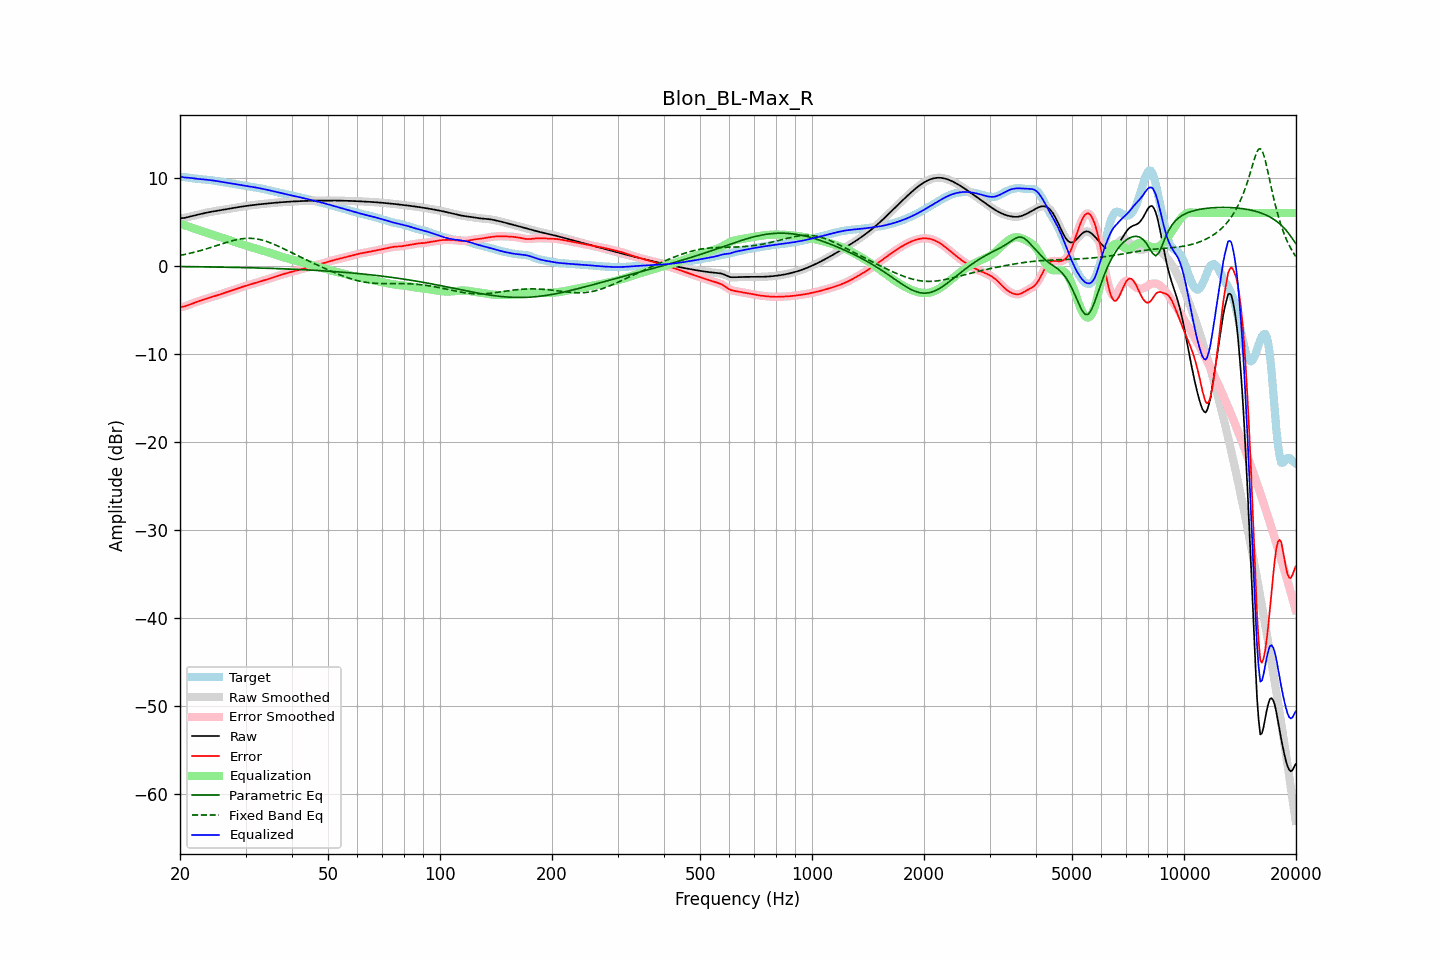 Blon_BL-Max_R
Amplitude (dBr)
10
0
−10
−20
−30
−40
−50
−60
Target
Raw Smoothed
Error Smoothed
Raw
Error
Equalization
Parametric Eq
Fixed Band Eq
Equalized
20 50 100 200 500 1000 2000 5000 10000 20000
Frequency (Hz)